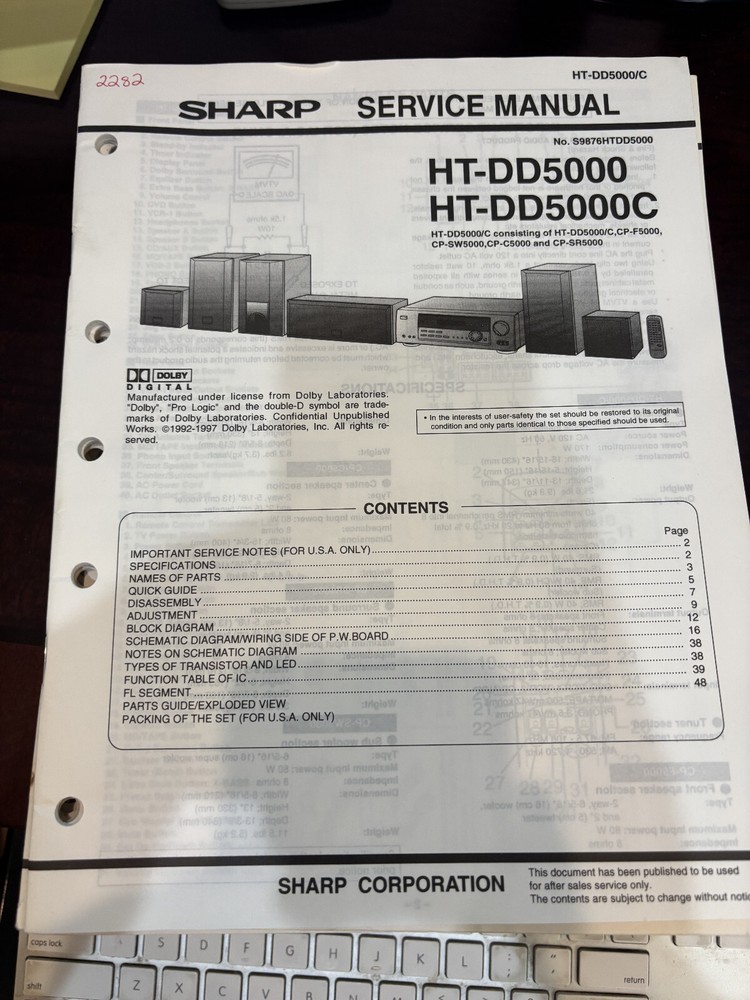 2282
HT-DD5000/C
SHARP SERVICE MANUAL
No. S9876HTDD5000
HT-DD5000
HT-DD5000C
HT-DD5000/C consisting of HT-DD5000/C,CP-F5000,
CP-SW5000,CP-C5000 and CP-SR5000
DOLBY
DIGITAL
Manufactured under license from Dolby Laboratories.
"Dolby", "Pro Logic" and the double-D symbol are trade-
marks of Dolby Laboratories. Confidential Unpublished
Works. ©1992-1997 Dolby Laboratories, Inc. All rights re-
served.
• In the interests of user-safety the set should be restored to its original
condition and only parts identical to those specified should be used.
CONTENTS
Page
IMPORTANT SERVICE NOTES (FOR U.S.A. ONLY) 2
SPECIFICATIONS 2
NAMES OF PARTS 3
QUICK GUIDE 5
DISASSEMBLY 7
ADJUSTMENT 9
BLOCK DIAGRAM 12
SCHEMATIC DIAGRAM/WIRING SIDE OF P.W.BOARD 16
NOTES ON SCHEMATIC DIAGRAM 38
TYPES OF TRANSISTOR AND LED 38
FUNCTION TABLE OF IC 39
FL SEGMENT 48
PARTS GUIDE/EXPLODED VIEW
PACKING OF THE SET (FOR U.S.A. ONLY)
SHARP CORPORATION
This document has been published to be used
for after sales service only.
The contents are subject to change without notic
caps lock
S D F G H J K L ; : ' "
return
shift
Z X C V B N M